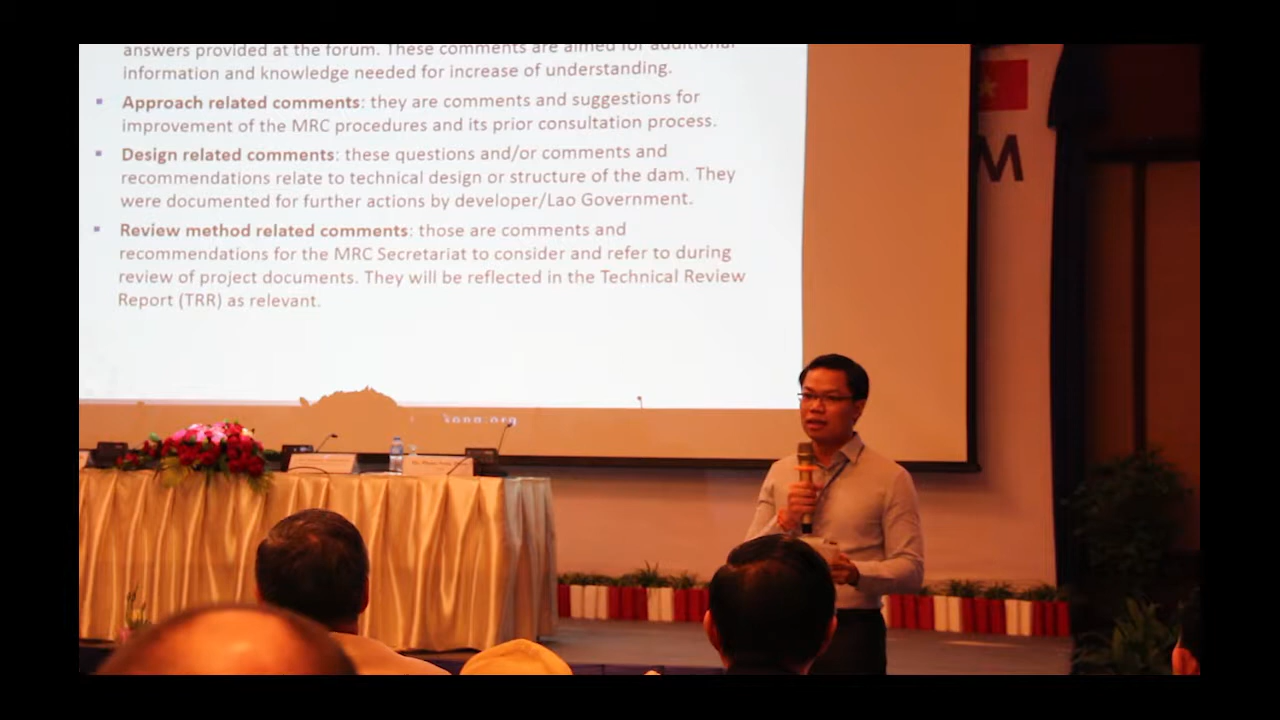 answers provided at the forum. These comments are aimed for additional
information and knowledge needed for increase of understanding.
▪ Approach related comments: they are comments and suggestions for
improvement of the MRC procedures and its prior consultation process.
▪ Design related comments: these questions and/or comments and
recommendations relate to technical design or structure of the dam. They
were documented for further actions by developer/Lao Government.
▪ Review method related comments: those are comments and
recommendations for the MRC Secretariat to consider and refer to during
review of project documents. They will be reflected in the Technical Review
Report (TRR) as relevant.
M